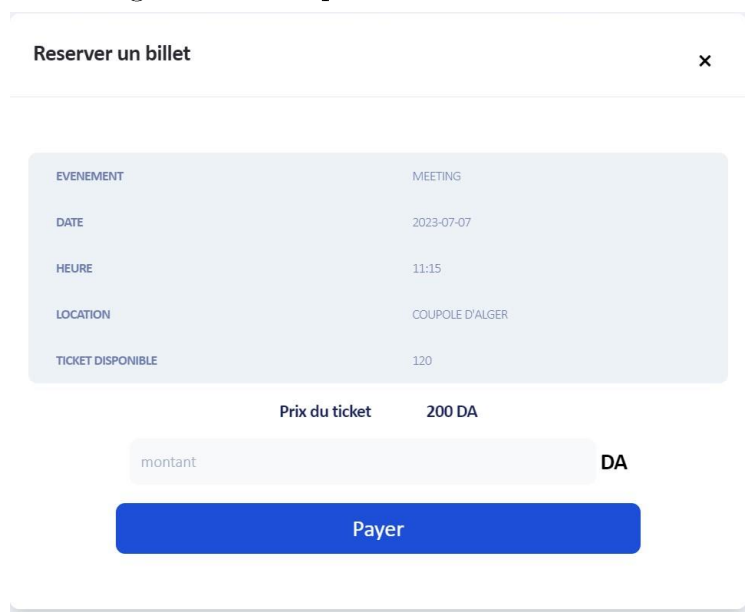 Reserver un billet ×
EVENEMENT MEETING
DATE 2023-07-07
HEURE 11:15
LOCATION COUPOLE D'ALGER
TICKET DISPONIBLE 120
Prix du ticket 200 DA
montant DA
Payer